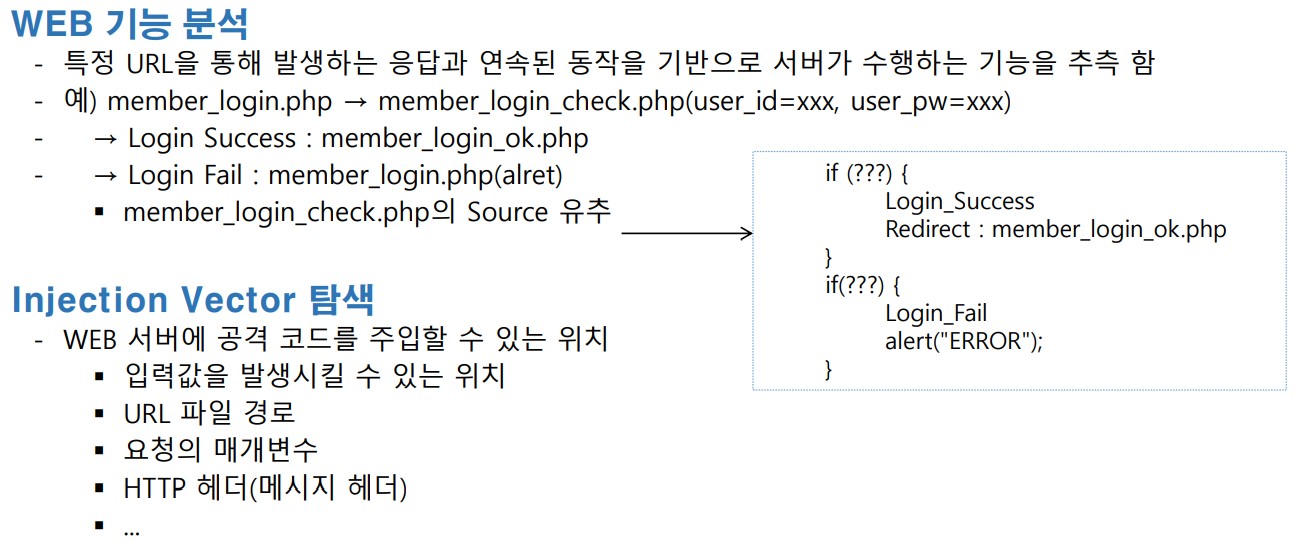 WEB 기능 분석
- 특정 URL을 통해 발생하는 응답과 연속된 동작을 기반으로 서버가 수행하는 기능을 추측 함
- 예) member_login.php → member_login_check.php(user_id=xxx, user_pw=xxx)
- → Login Success : member_login_ok.php
- → Login Fail : member_login.php(alret)
▪ member_login_check.php의 Source 유추
if (???) {
Login_Success
Redirect : member_login_ok.php
}
if(???) {
Login_Fail
alert("ERROR");
}
Injection Vector 탐색
- WEB 서버에 공격 코드를 주입할 수 있는 위치
▪ 입력값을 발생시킬 수 있는 위치
▪ URL 파일 경로
▪ 요청의 매개변수
▪ HTTP 헤더(메시지 헤더)
▪ ...